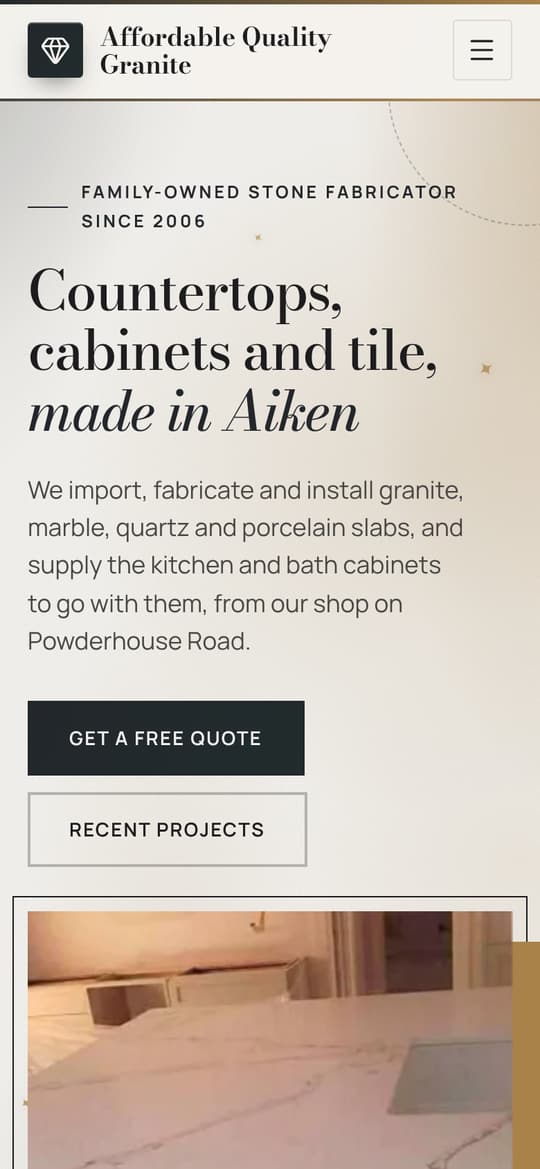 Affordable Quality
Granite
FAMILY-OWNED STONE FABRICATOR
SINCE 2006
Countertops,
cabinets and tile,
made in Aiken
We import, fabricate and install granite,
marble, quartz and porcelain slabs, and
supply the kitchen and bath cabinets
to go with them, from our shop on
Powderhouse Road.
GET A FREE QUOTE
RECENT PROJECTS